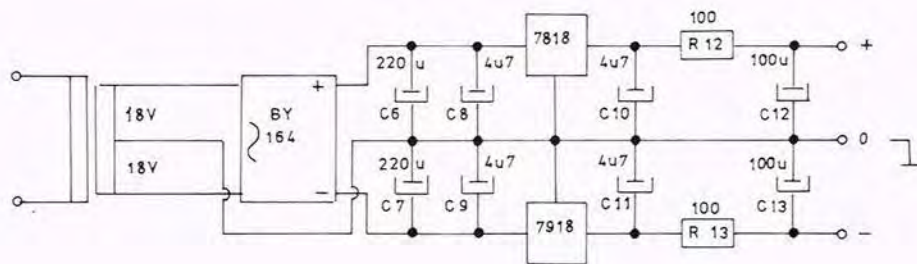 100
220 u
4u7
7818
4u7
R 12
100u
+
18V
+
BY
164
C6
C8
C10
C12
0
18V
−
220 u
4u7
4u7
100u
C7
C9
C11
100
C13
7918
R 13
−